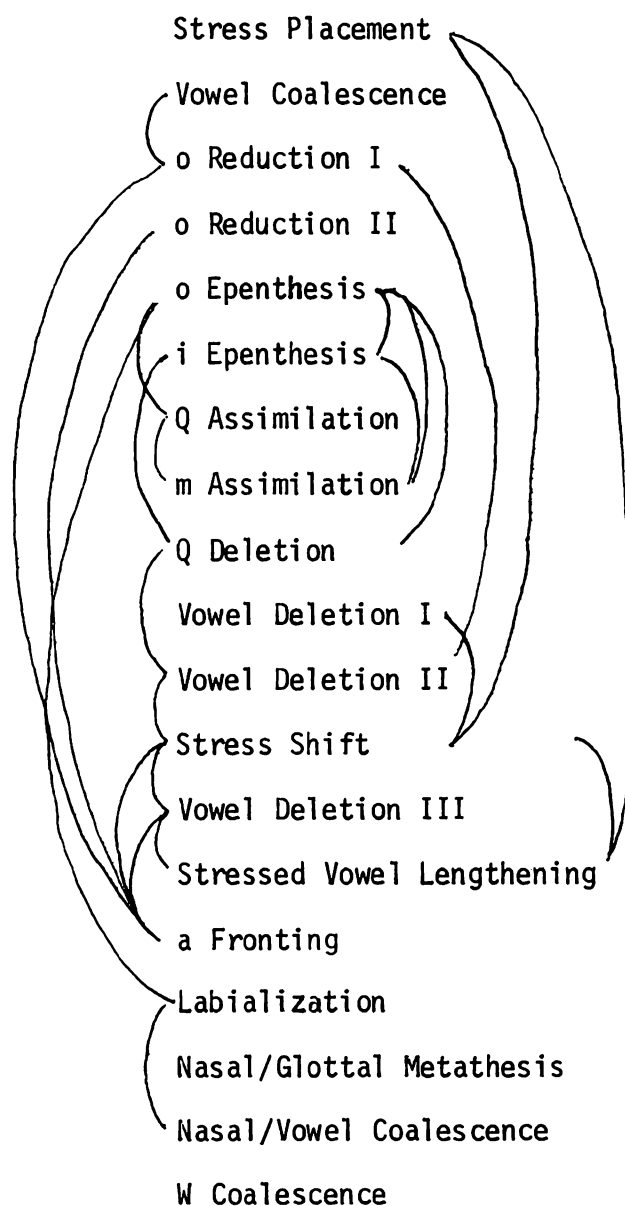 Stress Placement
Vowel Coalescence
o Reduction I
o Reduction II
o Epenthesis
i Epenthesis
Q Assimilation
m Assimilation
Q Deletion
Vowel Deletion I
Vowel Deletion II
Stress Shift
Vowel Deletion III
Stressed Vowel Lengthening
a Fronting
Labialization
Nasal/Glottal Metathesis
Nasal/Vowel Coalescence
W Coalescence